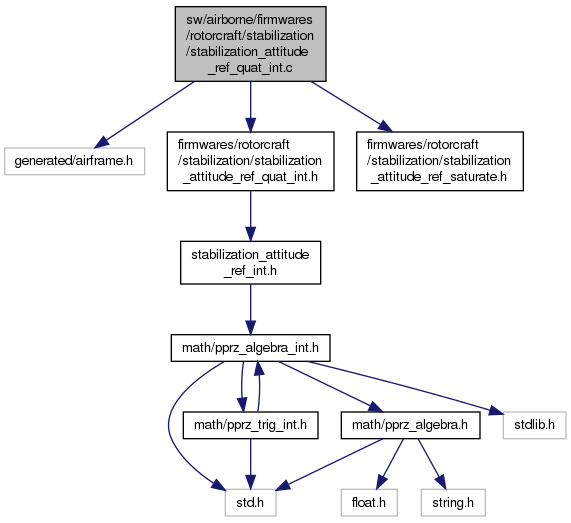 sw/airborne/firmwares
/rotorcraft/stabilization
/stabilization_attitude
_ref_quat_int.c
generated/airframe.h
firmwares/rotorcraft
/stabilization/stabilization
_attitude_ref_quat_int.h
firmwares/rotorcraft
/stabilization/stabilization
_attitude_ref_saturate.h
stabilization_attitude
_ref_int.h
math/pprz_algebra_int.h
math/pprz_trig_int.h
math/pprz_algebra.h
stdlib.h
std.h
float.h
string.h